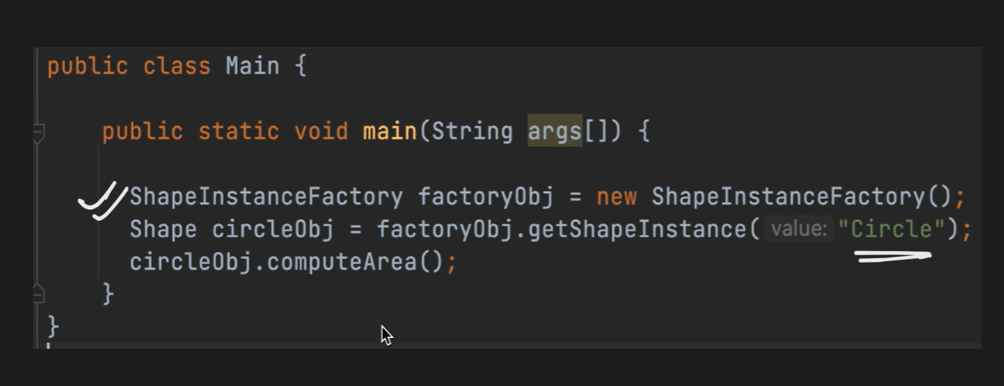 public class Main {
public static void main(String args[]) {
ShapeInstanceFactory factoryObj = new ShapeInstanceFactory();
Shape circleObj = factoryObj.getShapeInstance( value: "Circle");
circleObj.computeArea();
}
}